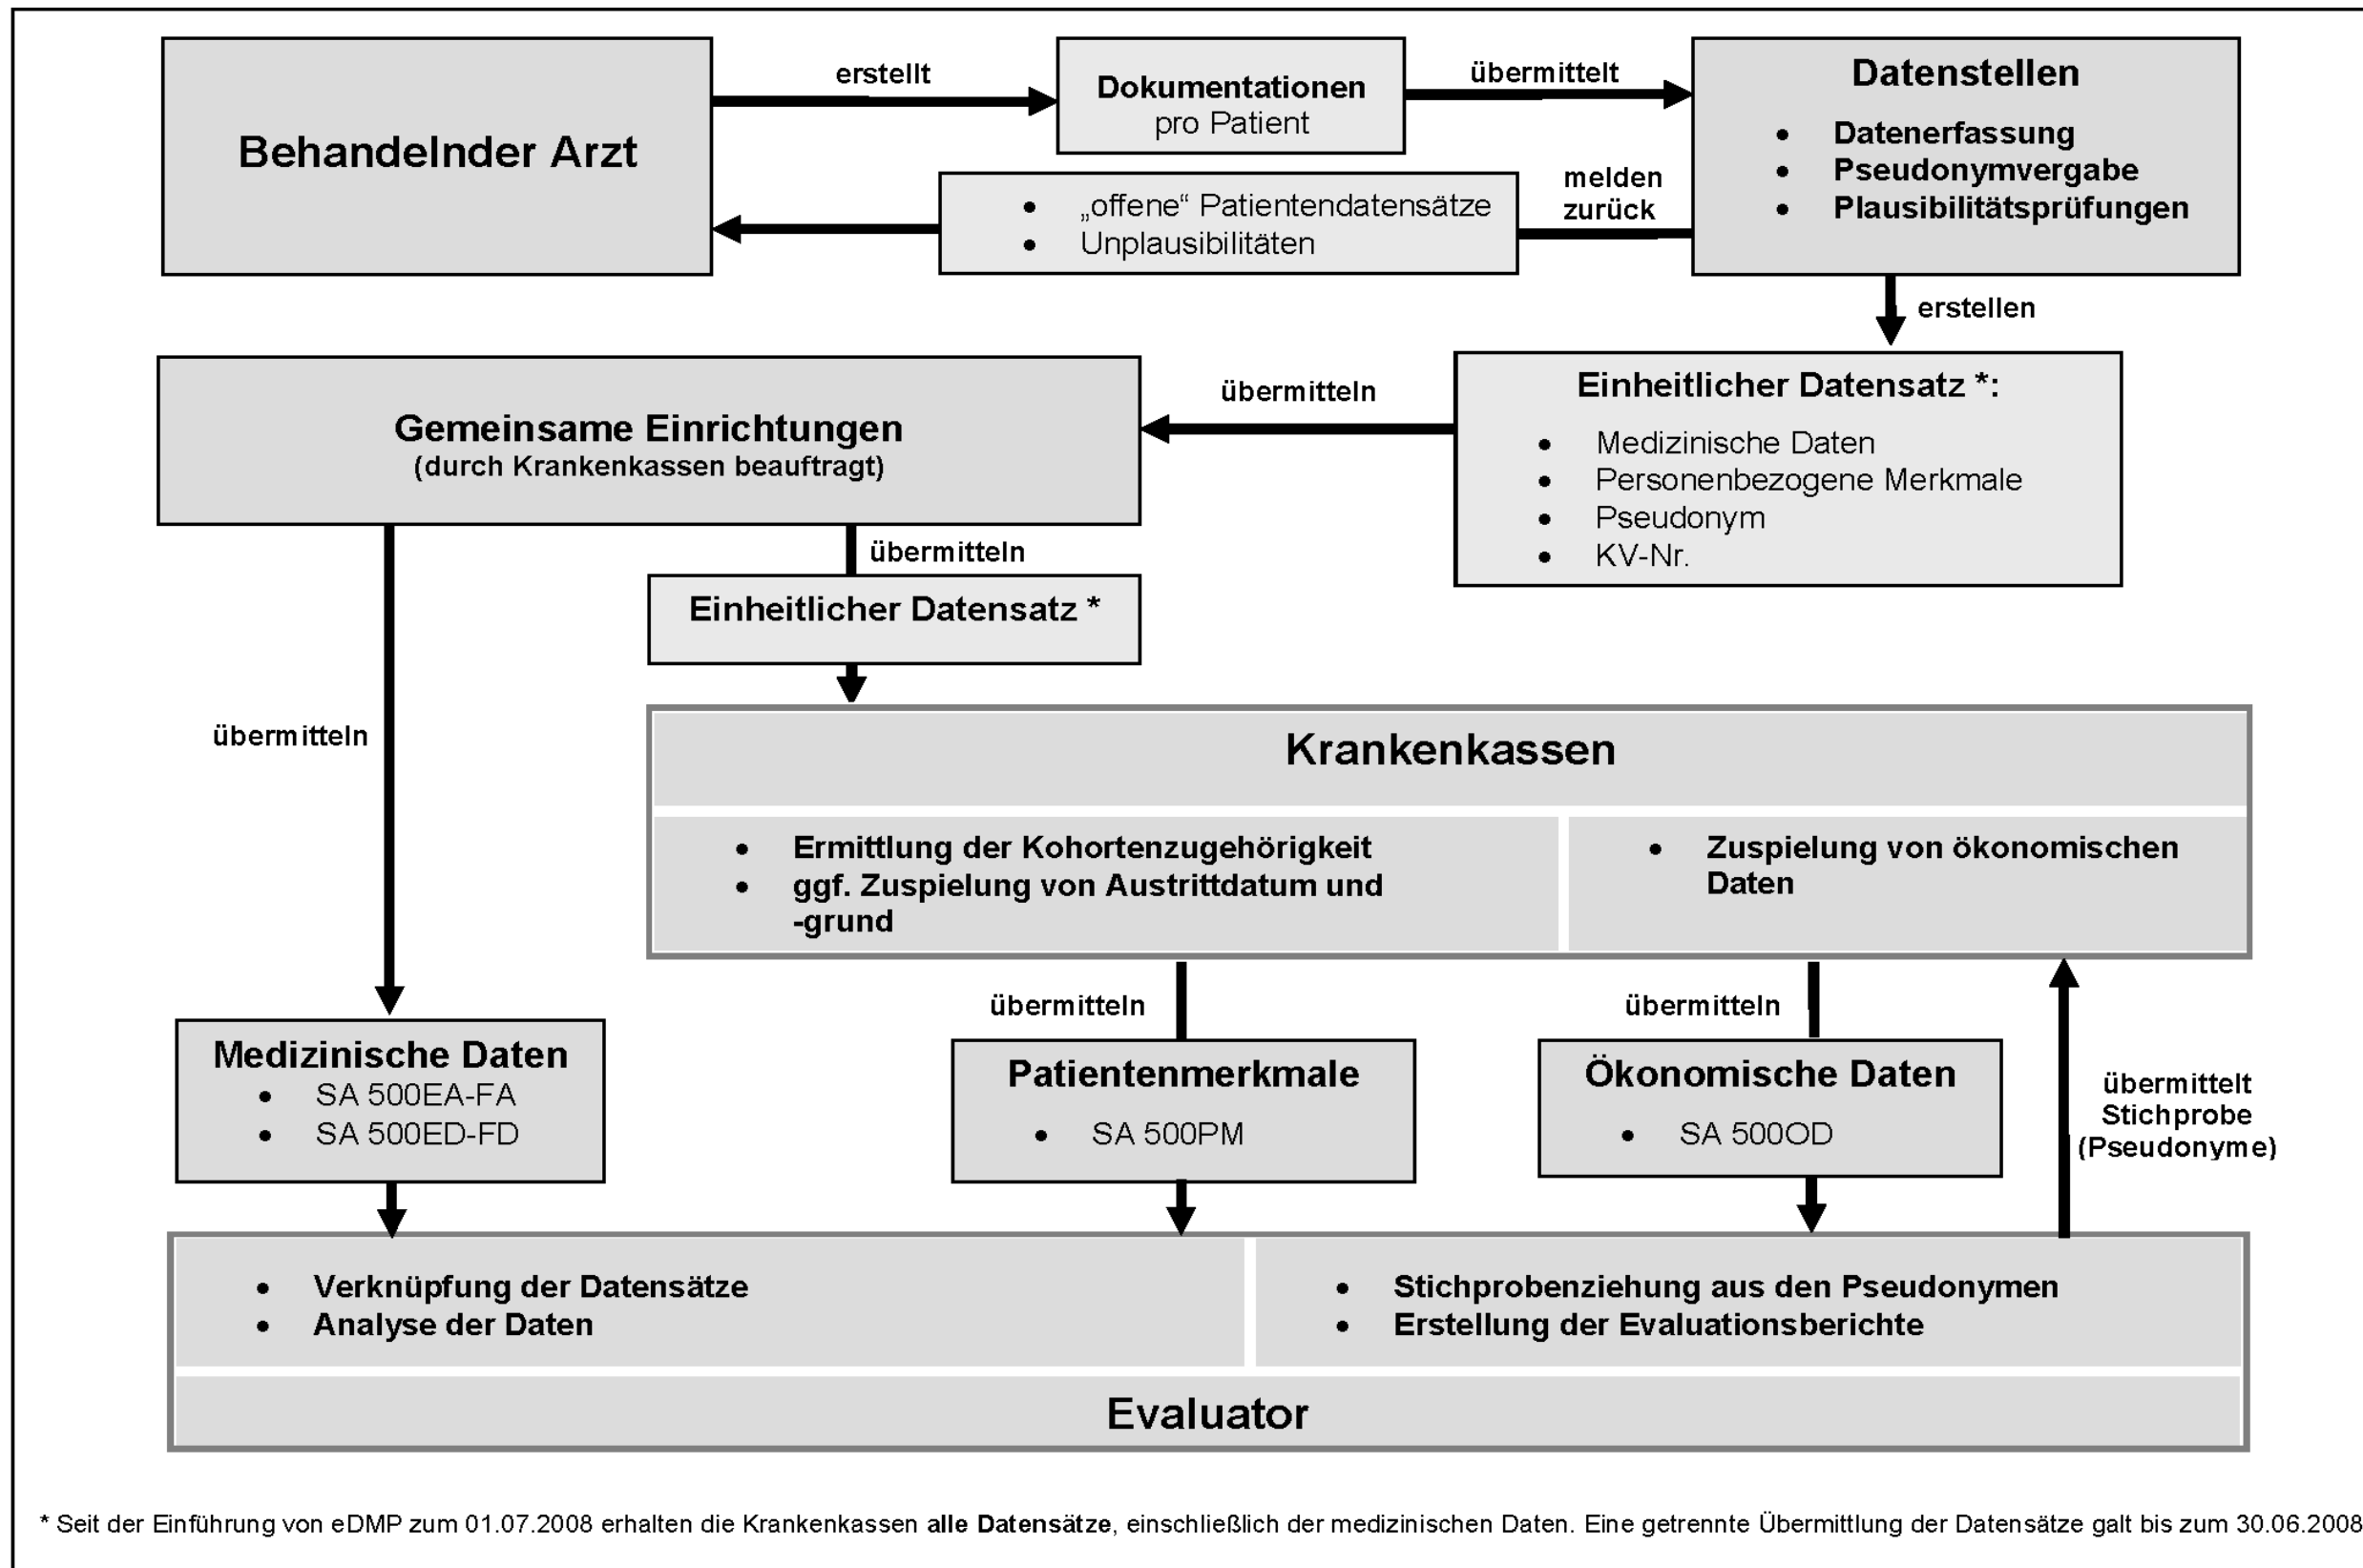 Behandelnder Arzt
erstellt
Dokumentationen
pro Patient
übermittelt
Datenstellen
• Datenerfassung
• Pseudonymvergabe
• Plausibilitätsprüfungen
melden
zurück
• „offene“ Patientendatensätze
• Unplausibilitäten
erstellen
Einheitlicher Datensatz *:
• Medizinische Daten
• Personenbezogene Merkmale
• Pseudonym
• KV-Nr.
übermitteln
Gemeinsame Einrichtungen
(durch Krankenkassen beauftragt)
übermitteln
Einheitlicher Datensatz *
übermitteln
Krankenkassen
• Ermittlung der Kohortenzugehörigkeit
• ggf. Zuspielung von Austrittdatum und
-grund
• Zuspielung von ökonomischen
Daten
übermitteln
übermitteln
Medizinische Daten
• SA 500EA-FA
• SA 500ED-FD
Patientenmerkmale
• SA 500PM
Ökonomische Daten
• SA 500OD
übermittelt
Stichprobe
(Pseudonyme)
• Verknüpfung der Datensätze
• Analyse der Daten
• Stichprobenziehung aus den Pseudonymen
• Erstellung der Evaluationsberichte
Evaluator
* Seit der Einführung von eDMP zum 01.07.2008 erhalten die Krankenkassen alle Datensätze, einschließlich der medizinischen Daten. Eine getrennte Übermittlung der Datensätze galt bis zum 30.06.2008